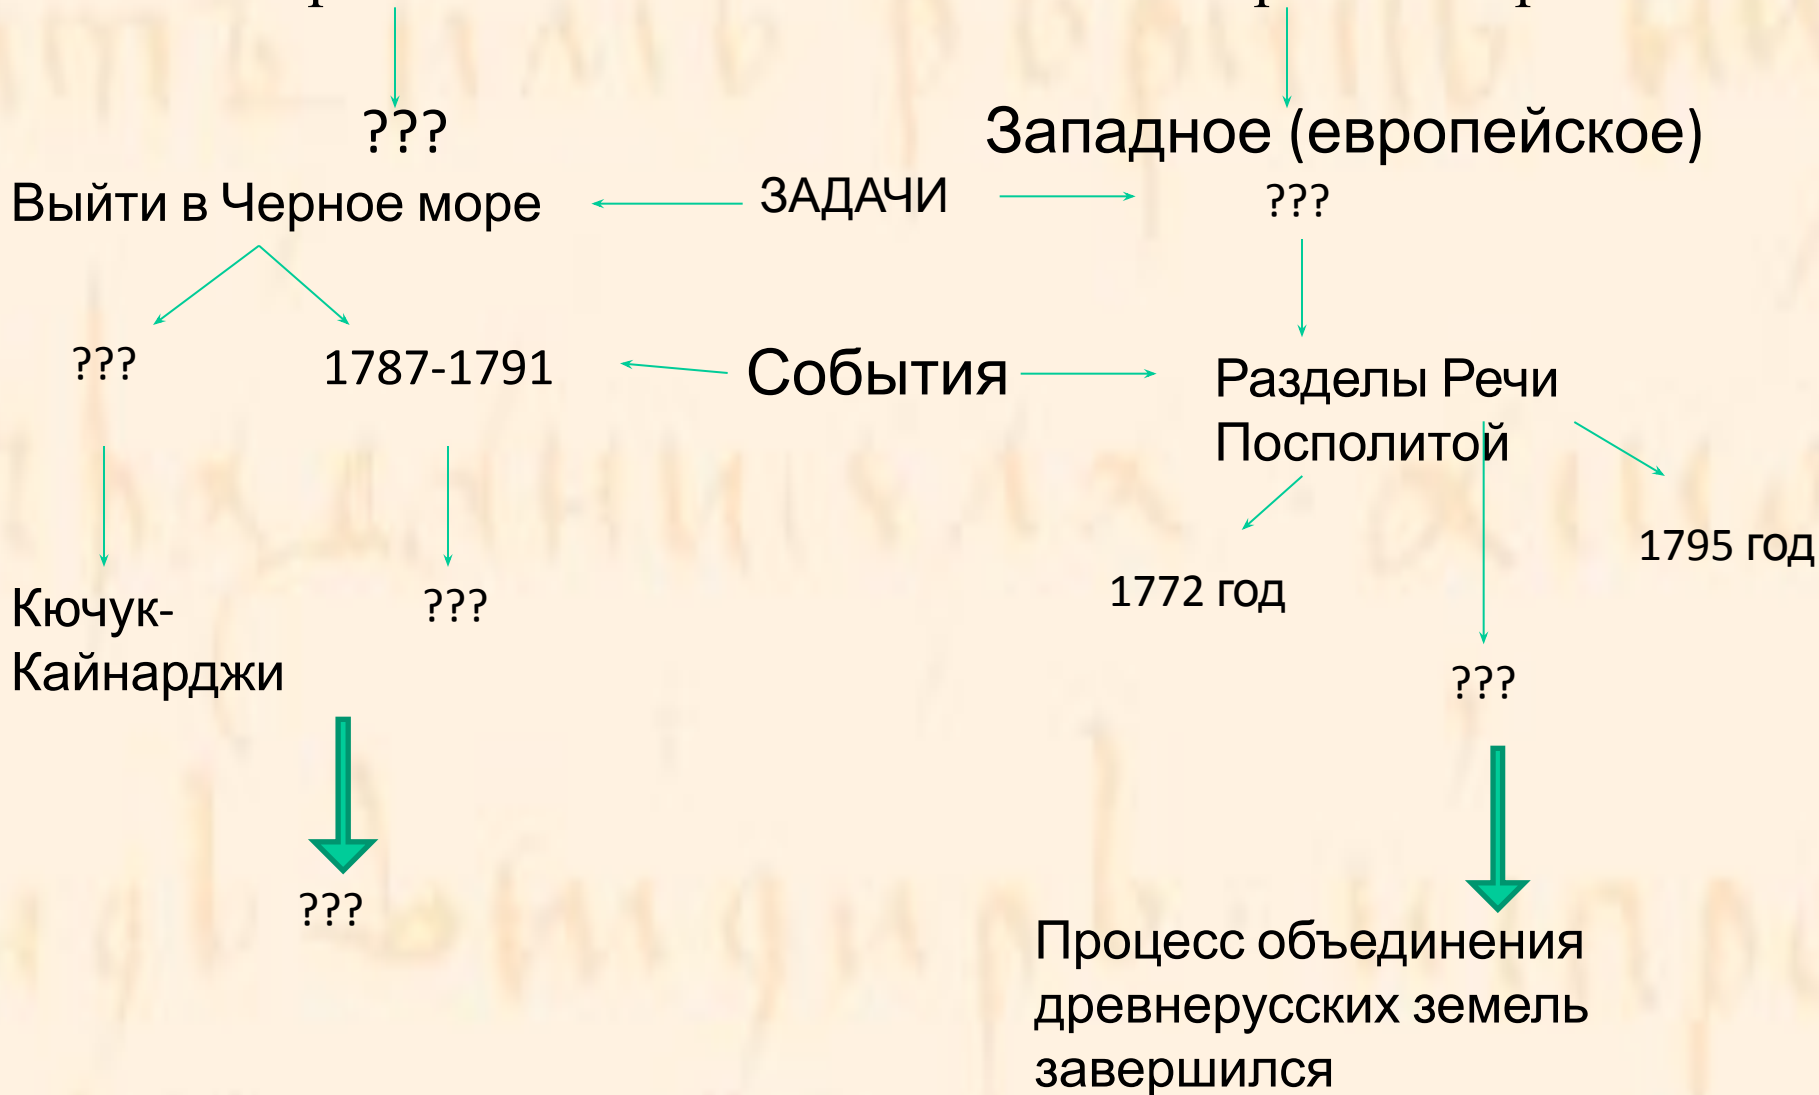 ???
Западное (европейское)
Выйти в Черное море
ЗАДАЧИ
???
???
1787-1791
События
Разделы Речи
Посполитой
1772 год
1795 год
Кючук-
Кайнарджи
???
???
???
Процесс объединения
древнерусских земель
завершился